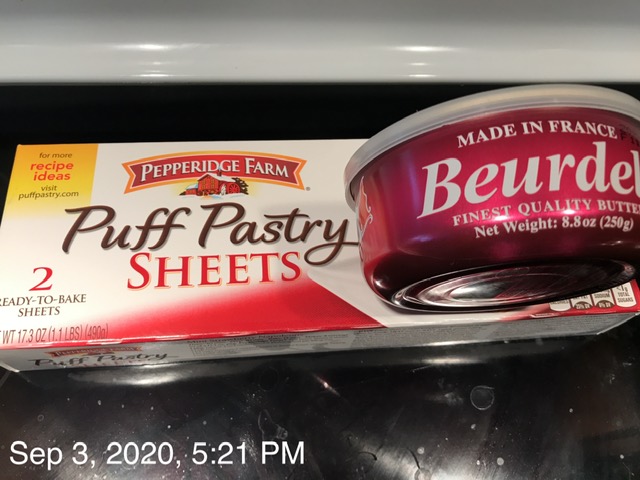 for more
recipe
ideas
visit
puffpastry.com
PEPPERIDGE FARM
Puff Pastry
SHEETS
2
READY-TO-BAKE
SHEETS
WT 17.3 OZ (1.1 LBS) (490g)
Puff Pastry
MADE IN FRANCE
Beurdel
FINEST QUALITY BUTTER
Net Weight: 8.8oz (250g)
Sep 3, 2020, 5:21 PM